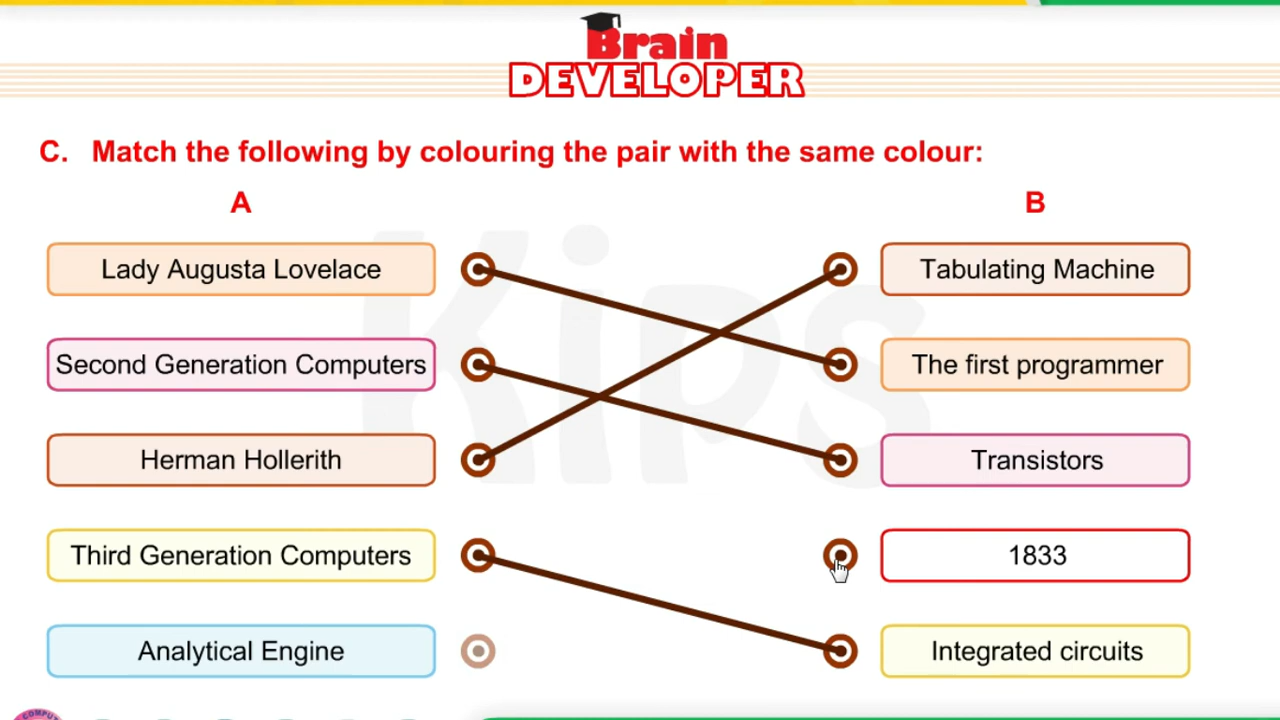 Brain
DEVELOPER
C. Match the following by colouring the pair with the same colour:
A B
Lady Augusta Lovelace Tabulating Machine
Second Generation Computers The first programmer
Herman Hollerith Transistors
Third Generation Computers 1833
Analytical Engine Integrated circuits
Kips